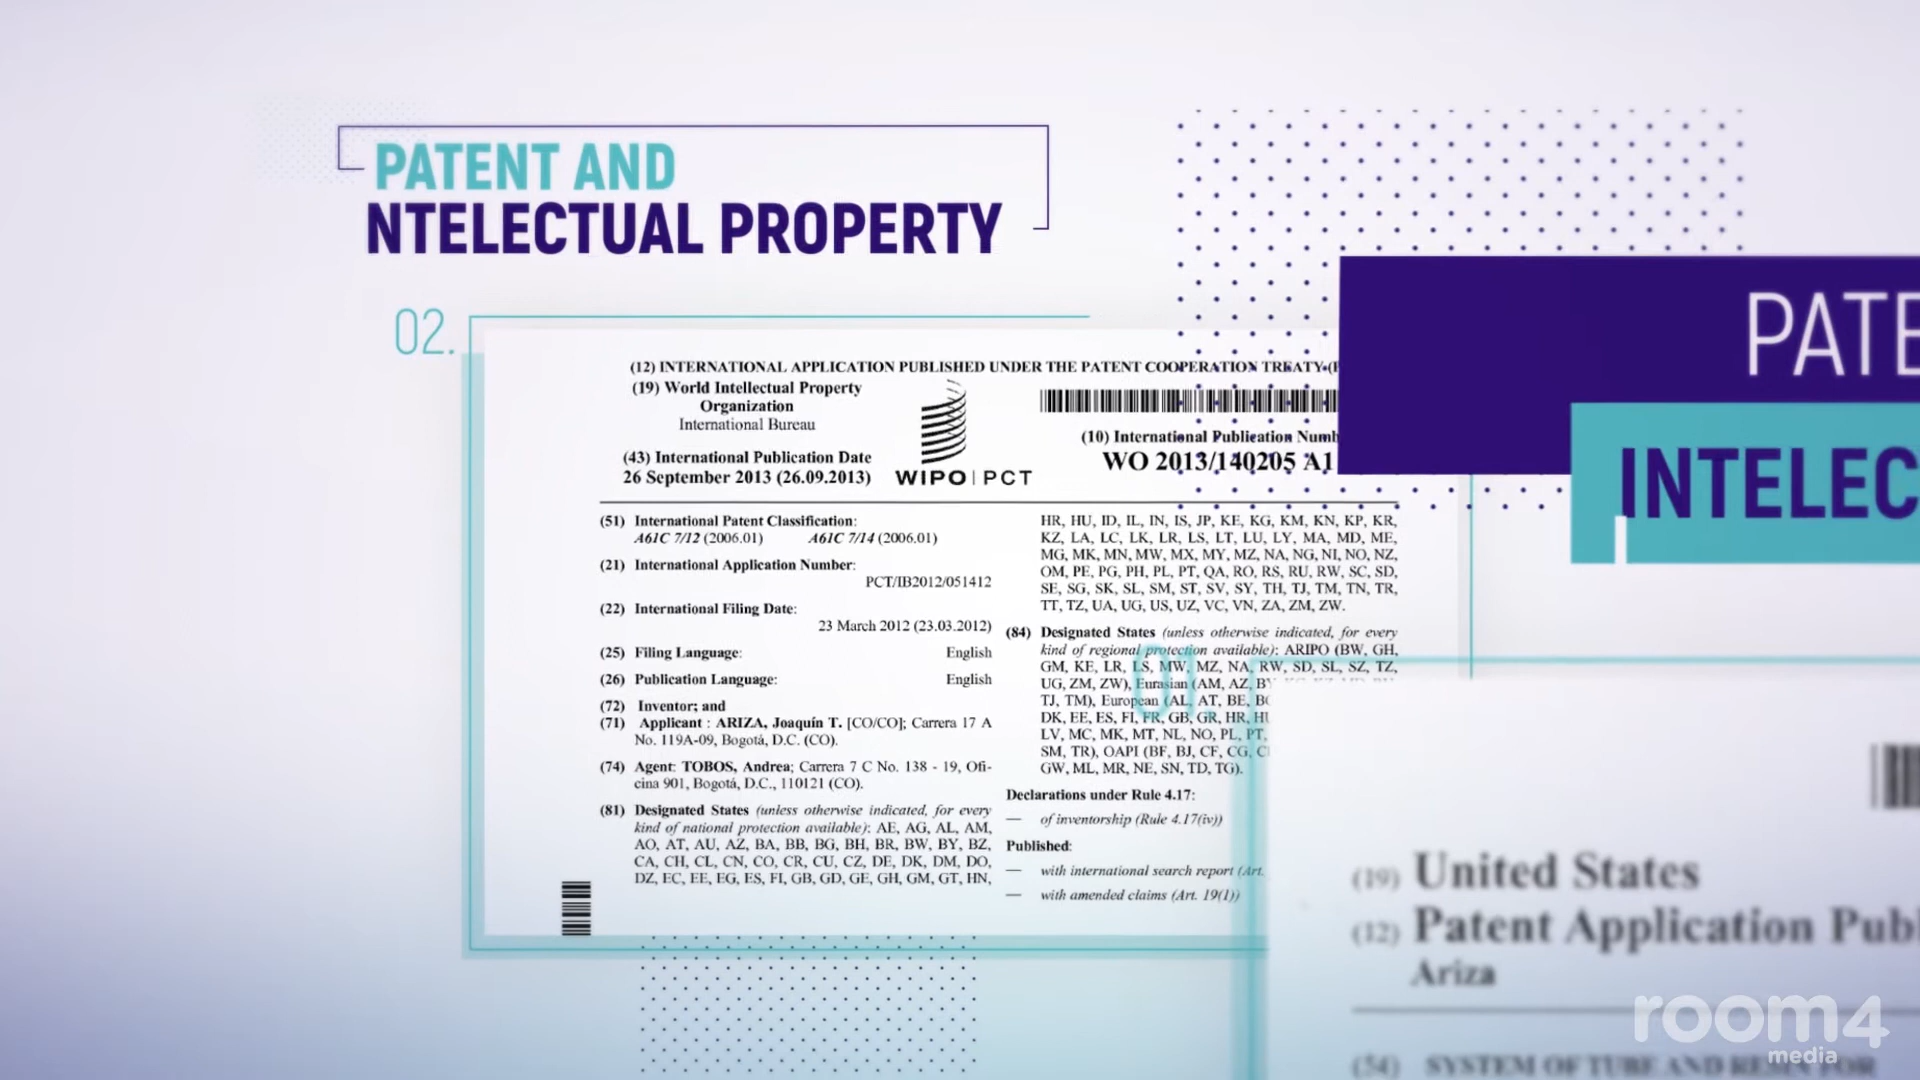 PATENT AND
NTELECTUAL PROPERTY
PATE
INTELEC
02.
(12) INTERNATIONAL APPLICATION PUBLISHED UNDER THE PATENT COOPERATION TREATY (P
(19) World Intellectual Property
Organization
International Bureau
(43) International Publication Date
26 September 2013 (26.09.2013)
WIPO | PCT
(10) International Publication Numb
WO 2013/140205 A1
(51) International Patent Classification:
A61C 7/12 (2006.01) A61C 7/14 (2006.01)
(21) International Application Number:
PCT/IB2012/051412
(22) International Filing Date:
23 March 2012 (23.03.2012)
(25) Filing Language: English
(26) Publication Language: English
(72) Inventor; and
(71) Applicant : ARIZA, Joaquín T. [CO/CO]; Carrera 17 A
No. 119A-09, Bogotá, D.C. (CO).
(74) Agent: TOBOS, Andrea; Carrera 7 C No. 138 - 19, Ofi-
cina 901, Bogotá, D.C., 110121 (CO).
(81) Designated States (unless otherwise indicated, for every
kind of national protection available): AE, AG, AL, AM,
AO, AT, AU, AZ, BA, BB, BG, BH, BR, BW, BY, BZ,
CA, CH, CL, CN, CO, CR, CU, CZ, DE, DK, DM, DO,
DZ, EC, EE, EG, ES, FI, GB, GD, GE, GH, GM, GT, HN,
HR, HU, ID, IL, IN, IS, JP, KE, KG, KM, KN, KP, KR,
KZ, LA, LC, LK, LR, LS, LT, LU, LY, MA, MD, ME,
MG, MK, MN, MW, MX, MY, MZ, NA, NG, NI, NO, NZ,
OM, PE, PG, PH, PL, PT, QA, RO, RS, RU, RW, SC, SD,
SE, SG, SK, SL, SM, ST, SV, SY, TH, TJ, TM, TN, TR,
TT, TZ, UA, UG, US, UZ, VC, VN, ZA, ZM, ZW.
(84) Designated States (unless otherwise indicated, for every
kind of regional protection available): ARIPO (BW, GH,
GM, KE, LR, LS, MW, MZ, NA, RW, SD, SL, SZ, TZ,
UG, ZM, ZW), Eurasian (AM, AZ, BY
TJ, TM), European (AL, AT, BE, BG
DK, EE, ES, FI, FR, GB, GR, HR, HU
LV, MC, MK, MT, NL, NO, PL, PT,
SM, TR), OAPI (BF, BJ, CF, CG, C
GW, ML, MR, NE, SN, TD, TG).
Declarations under Rule 4.17:
— of inventorship (Rule 4.17(iv))
Published:
— with international search report (Art.
— with amended claims (Art. 19(1))
01.
(19) United States
(12) Patent Application Publ
Ariza
(54) SYSTEM OF TUBE AND RESIN FOR
room4
media